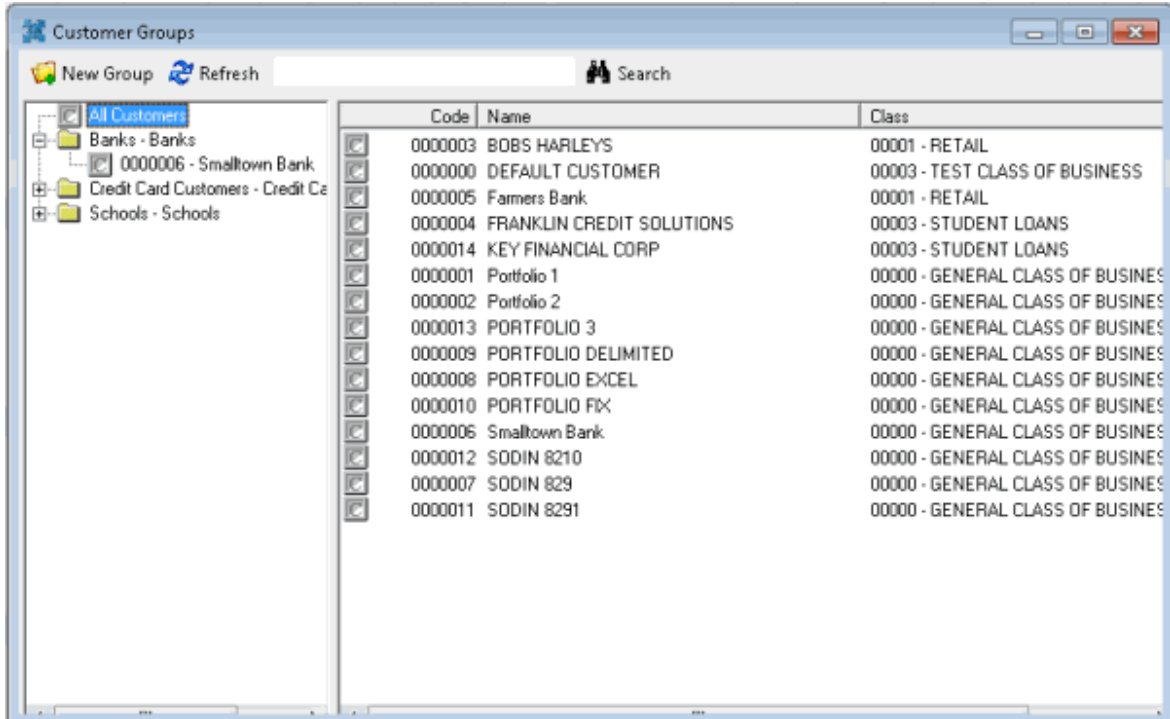 Customer Groups
New Group Refresh Search
All Customers
Banks - Banks
0000006 - Smalltown Bank
Credit Card Customers - Credit Ca
Schools - Schools
Code Name Class
0000003 BOBS HARLEYS 00001 - RETAIL
0000000 DEFAULT CUSTOMER 00003 - TEST CLASS OF BUSINESS
0000005 Farmers Bank 00001 - RETAIL
0000004 FRANKLIN CREDIT SOLUTIONS 00003 - STUDENT LOANS
0000014 KEY FINANCIAL CORP 00003 - STUDENT LOANS
0000001 Portfolio 1 00000 - GENERAL CLASS OF BUSINES
0000002 Portfolio 2 00000 - GENERAL CLASS OF BUSINES
0000013 PORTFOLIO 3 00000 - GENERAL CLASS OF BUSINES
0000009 PORTFOLIO DELIMITED 00000 - GENERAL CLASS OF BUSINES
0000008 PORTFOLIO EXCEL 00000 - GENERAL CLASS OF BUSINES
0000010 PORTFOLIO FIX 00000 - GENERAL CLASS OF BUSINES
0000006 Smalltown Bank 00000 - GENERAL CLASS OF BUSINES
0000012 SODIN 8210 00000 - GENERAL CLASS OF BUSINES
0000007 SODIN 829 00000 - GENERAL CLASS OF BUSINES
0000011 SODIN 8291 00000 - GENERAL CLASS OF BUSINES